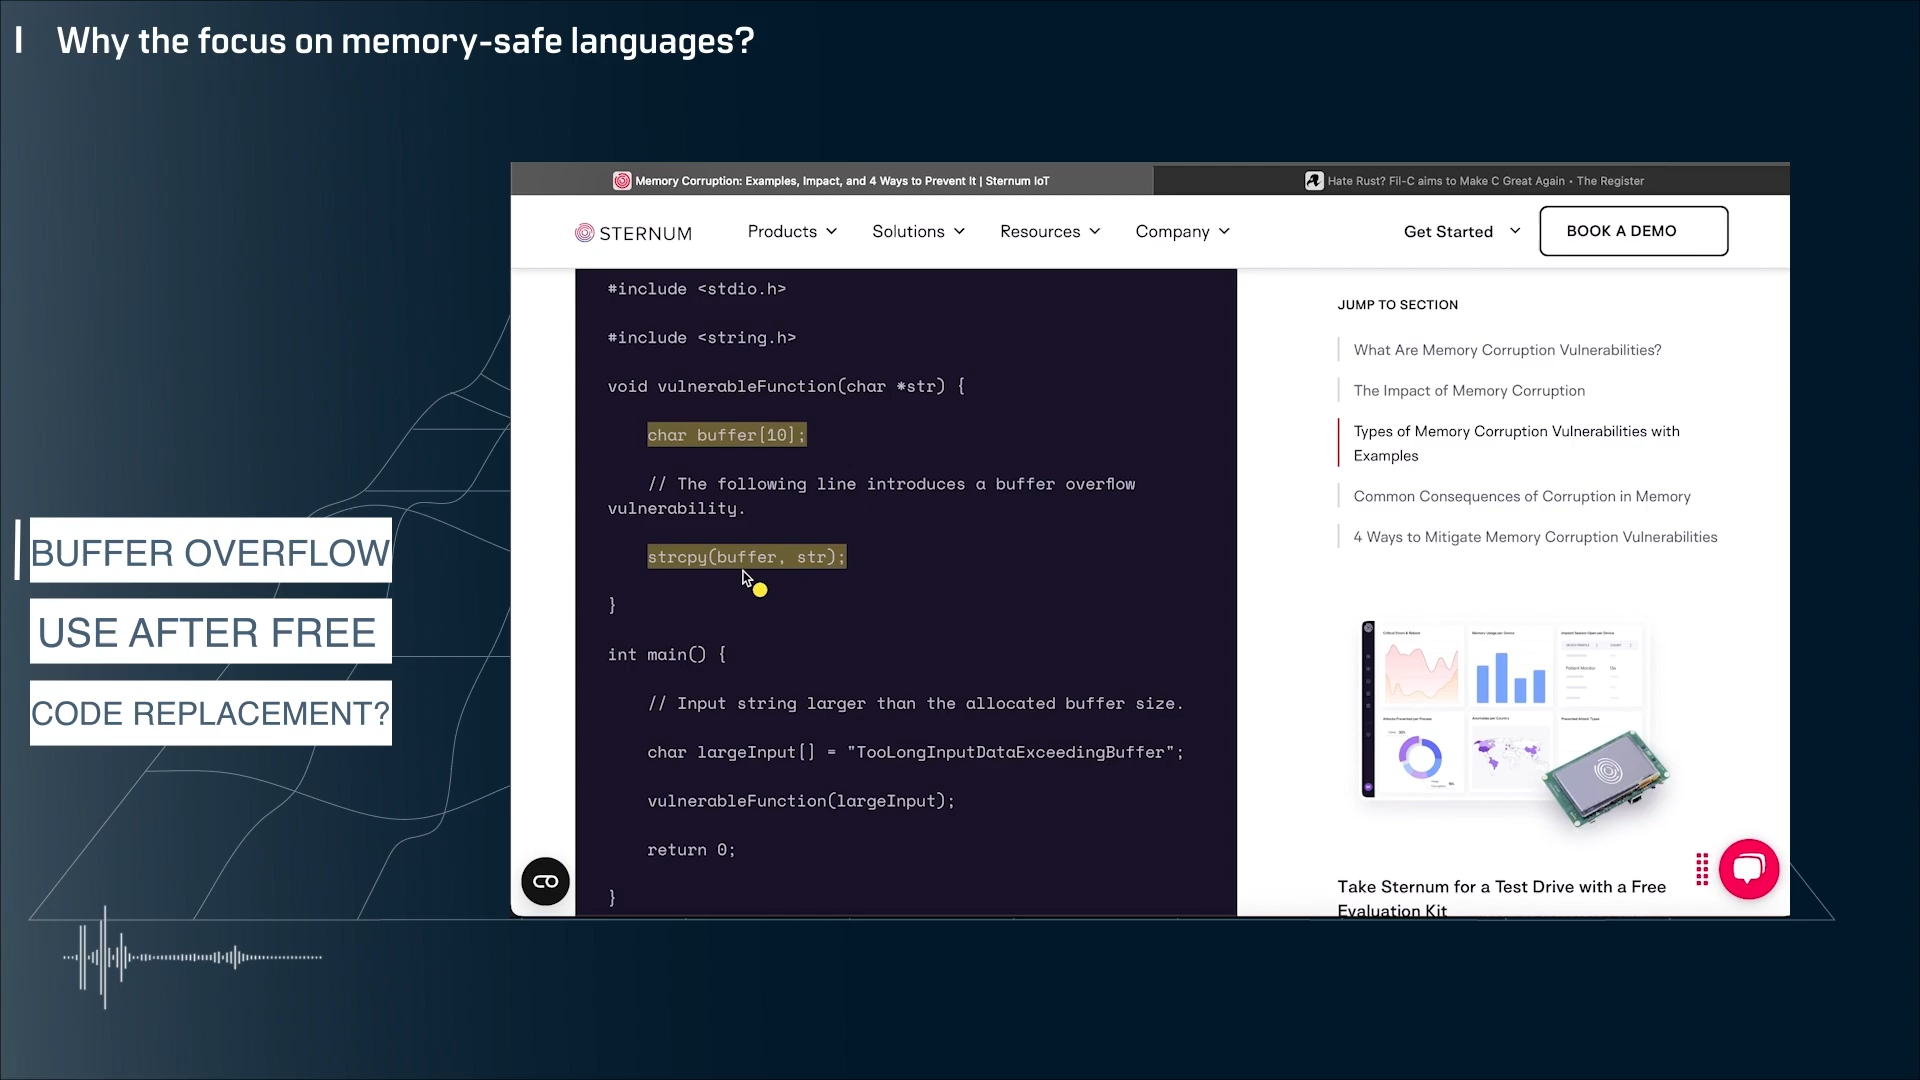 Why the focus on memory-safe languages?
Memory Corruption: Examples, Impact, and 4 Ways to Prevent It | Sternum IoT
Hate Rust? Fil-C aims to Make C Great Again • The Register
STERNUM
Products
Solutions
Resources
Company
Get Started
BOOK A DEMO
#include <stdio.h>
#include <string.h>
void vulnerableFunction(char *str) {
char buffer[10];
// The following line introduces a buffer overflow
vulnerability.
strcpy(buffer, str);
}
int main() {
// Input string larger than the allocated buffer size.
char largeInput[] = "TooLongInputDataExceedingBuffer";
vulnerableFunction(largeInput);
return 0;
}
JUMP TO SECTION
What Are Memory Corruption Vulnerabilities?
The Impact of Memory Corruption
Types of Memory Corruption Vulnerabilities with
Examples
Common Consequences of Corruption in Memory
4 Ways to Mitigate Memory Corruption Vulnerabilities
Take Sternum for a Test Drive with a Free
Evaluation Kit
BUFFER OVERFLOW
USE AFTER FREE
CODE REPLACEMENT?